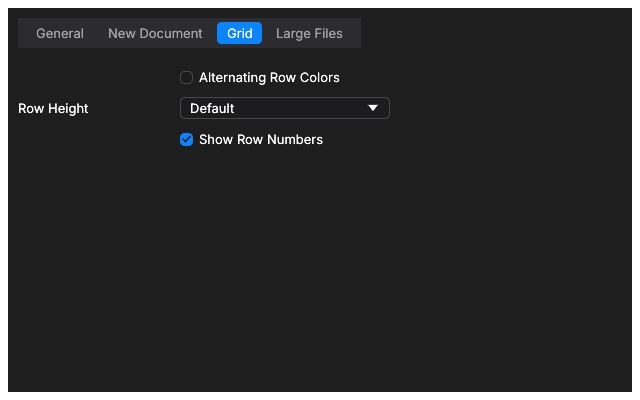 General New Document Grid Large Files
Alternating Row Colors
Row Height Default
Show Row Numbers